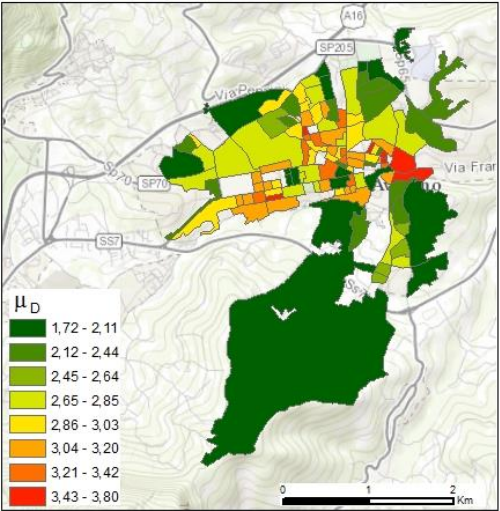 A16
SP205
SP70
Sp70
Via Fran
SS7
μD
1,72 - 2,11
2,12 - 2,44
2,45 - 2,64
2,65 - 2,85
2,86 - 3,03
3,04 - 3,20
3,21 - 3,42
3,43 - 3,80
0 1 2
Km